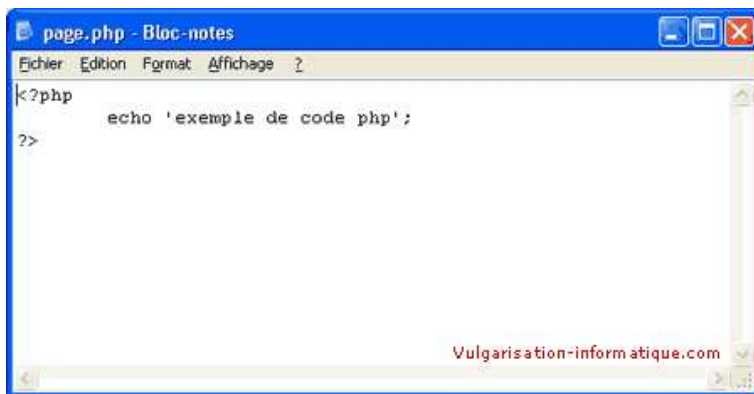 page.php - Bloc-notes
Fichier Edition Format Affichage ?
<?php
echo 'exemple de code php';
?>
Vulgarisation-informatique.com